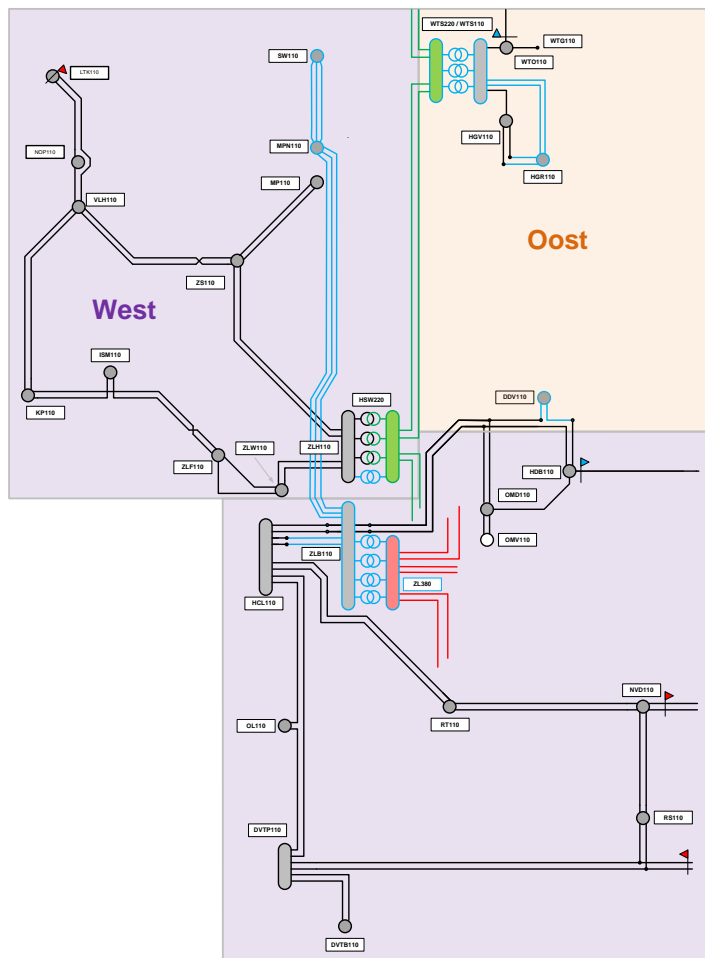 WTS220 / WTS110
WTG110
SW110
WTO110
LTK110
HGV110
MPN110
NOP110
HGR110
MP110
VLH110
Oost
ZS110
West
ISM110
HSW220
DDV110
KP110
ZLW110
ZLH110
ZLF110
HDB110
OMD110
OMV110
ZLB110
ZL380
HCL110
NVD110
OL110
RT110
RS110
DVTP110
DVTB110